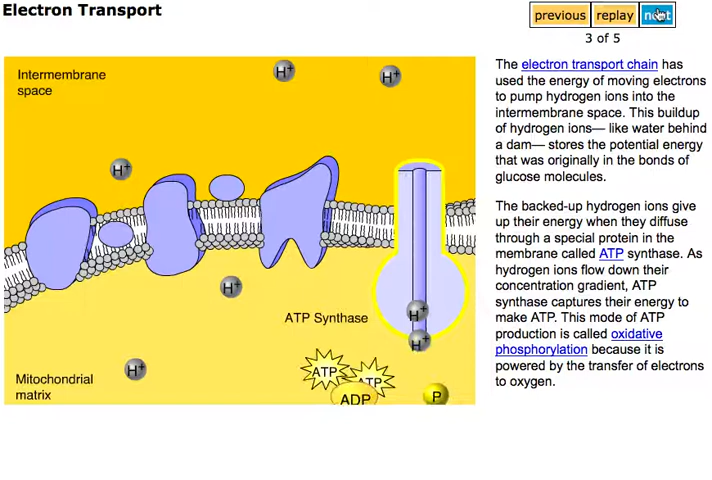 Electron Transport
previous replay next
3 of 5
Intermembrane
space
H+
H+
H+
H+
ATP Synthase
H+
H+
H+
ATP
ATP
ADP
P
Mitochondrial
matrix
The electron transport chain has
used the energy of moving electrons
to pump hydrogen ions into the
intermembrane space. This buildup
of hydrogen ions— like water behind
a dam— stores the potential energy
that was originally in the bonds of
glucose molecules.
The backed-up hydrogen ions give
up their energy when they diffuse
through a special protein in the
membrane called ATP synthase. As
hydrogen ions flow down their
concentration gradient, ATP
synthase captures their energy to
make ATP. This mode of ATP
production is called oxidative
phosphorylation because it is
powered by the transfer of electrons
to oxygen.